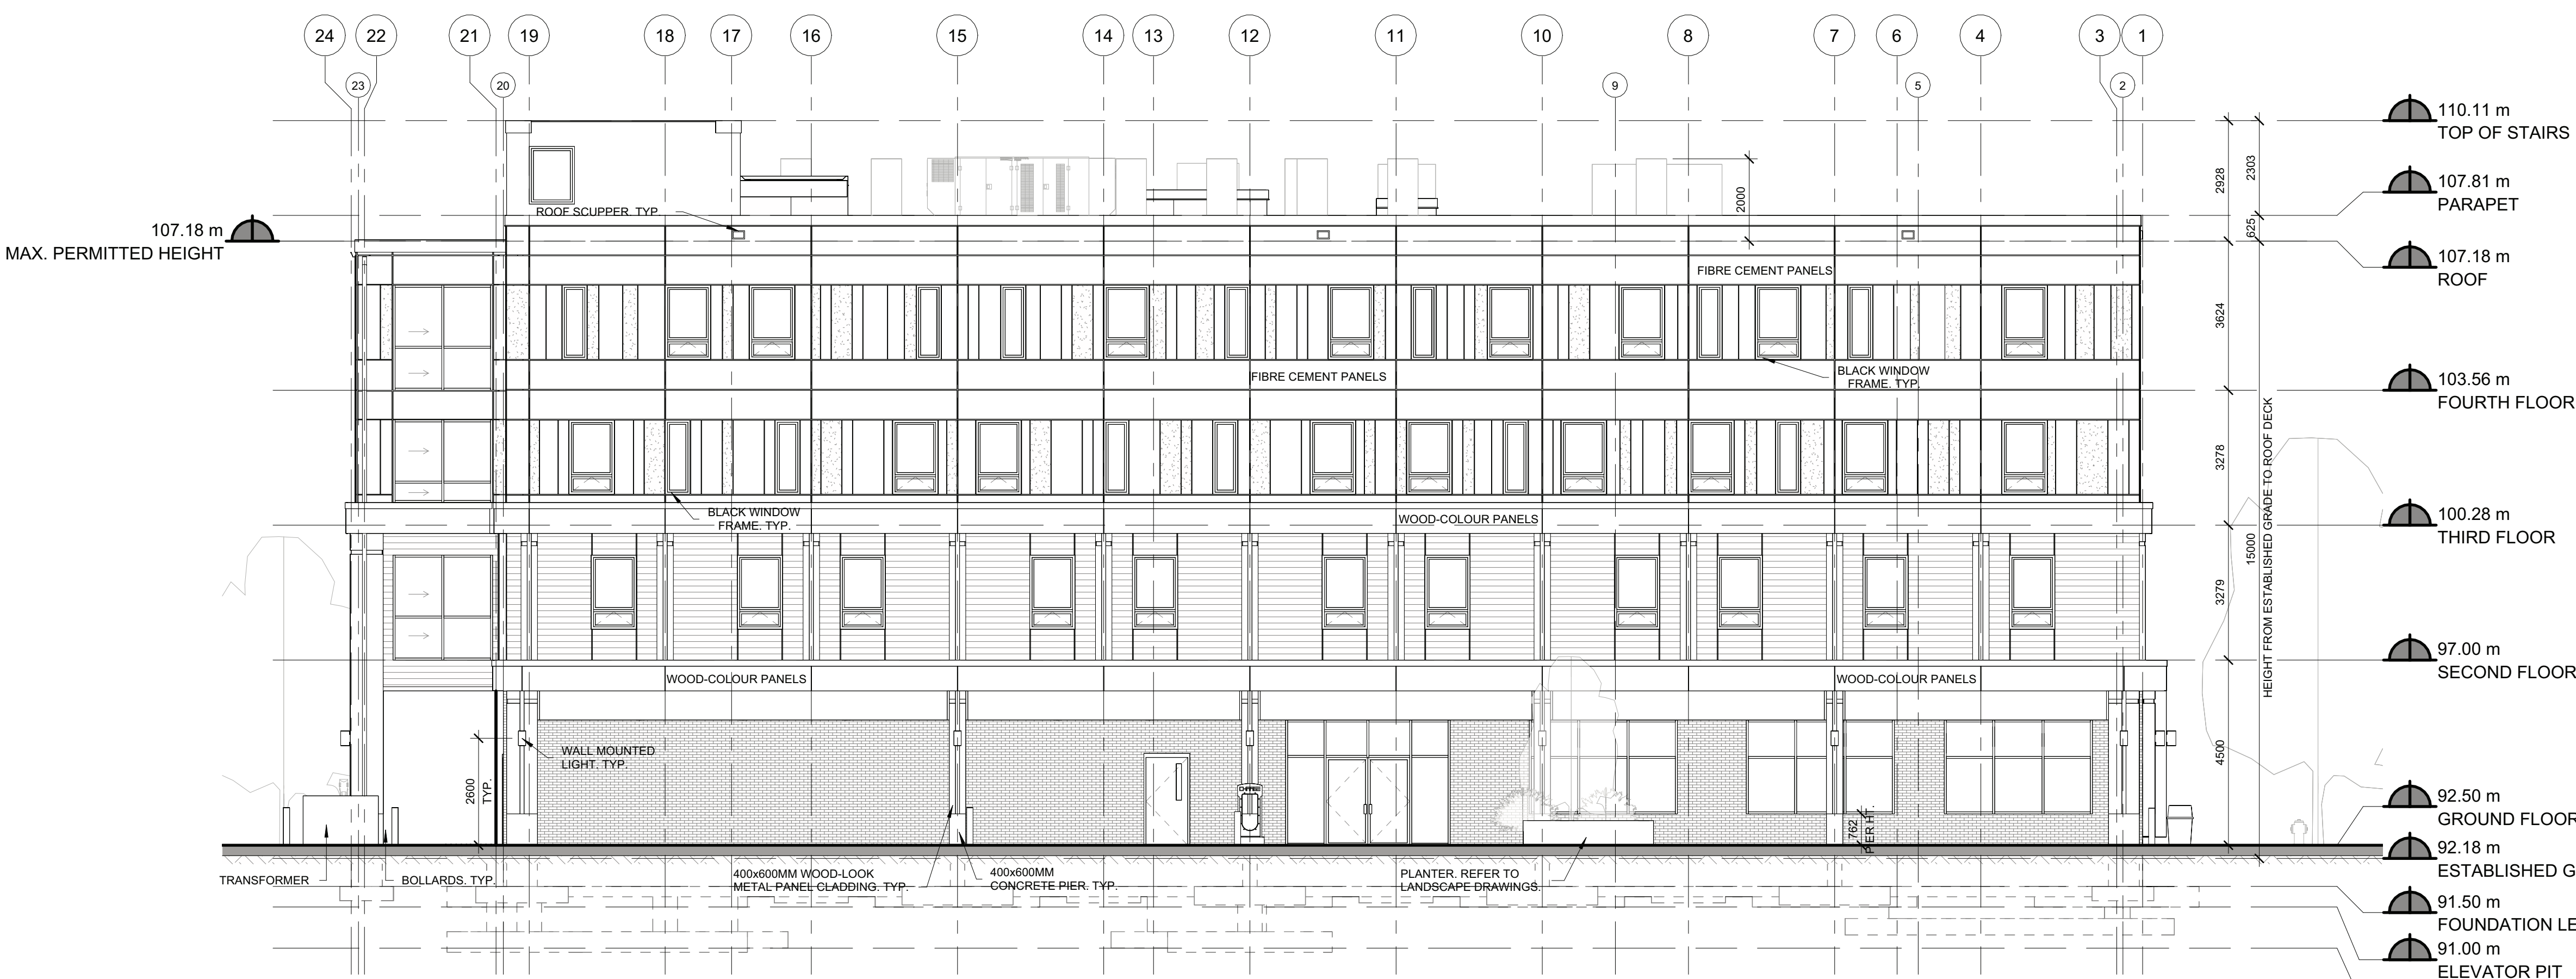 24
22
21
19
18
17
16
15
14
13
12
11
10
8
7
6
4
3
1
23
20
9
5
2
110.11 m
TOP OF STAIRS
107.81 m
PARAPET
107.18 m
MAX. PERMITTED HEIGHT
107.18 m
ROOF
103.56 m
FOURTH FLOOR
100.28 m
THIRD FLOOR
97.00 m
SECOND FLOOR
92.50 m
GROUND FLOOR
92.18 m
ESTABLISHED G
91.50 m
FOUNDATION LE
91.00 m
ELEVATOR PIT
2928
2303
625
3624
3278
3279
4500
15000
HEIGHT FROM ESTABLISHED GRADE TO ROOF DECK
2000
ROOF SCUPPER. TYP.
FIBRE CEMENT PANELS
FIBRE CEMENT PANELS
BLACK WINDOW
FRAME. TYP.
BLACK WINDOW
FRAME. TYP.
WOOD-COLOUR PANELS
WOOD-COLOUR PANELS
WOOD-COLOUR PANELS
WALL MOUNTED
LIGHT. TYP.
2600
TYP.
762
PIER HT.
TRANSFORMER
BOLLARDS. TYP.
400x600MM WOOD-LOOK
METAL PANEL CLADDING. TYP.
400x600MM
CONCRETE PIER. TYP.
PLANTER. REFER TO
LANDSCAPE DRAWINGS.